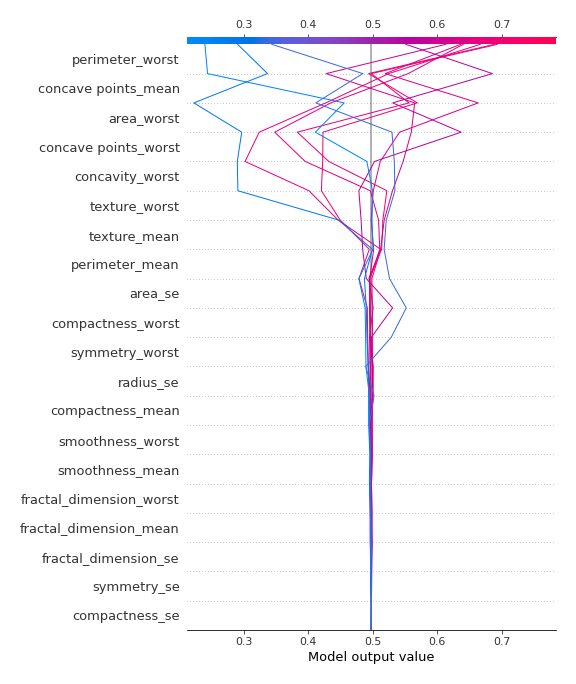 0.3 0.4 0.5 0.6 0.7
perimeter_worst
concave points_mean
area_worst
concave points_worst
concavity_worst
texture_worst
texture_mean
perimeter_mean
area_se
compactness_worst
symmetry_worst
radius_se
compactness_mean
smoothness_worst
smoothness_mean
fractal_dimension_worst
fractal_dimension_mean
fractal_dimension_se
symmetry_se
compactness_se
0.3 0.4 0.5 0.6 0.7
Model output value